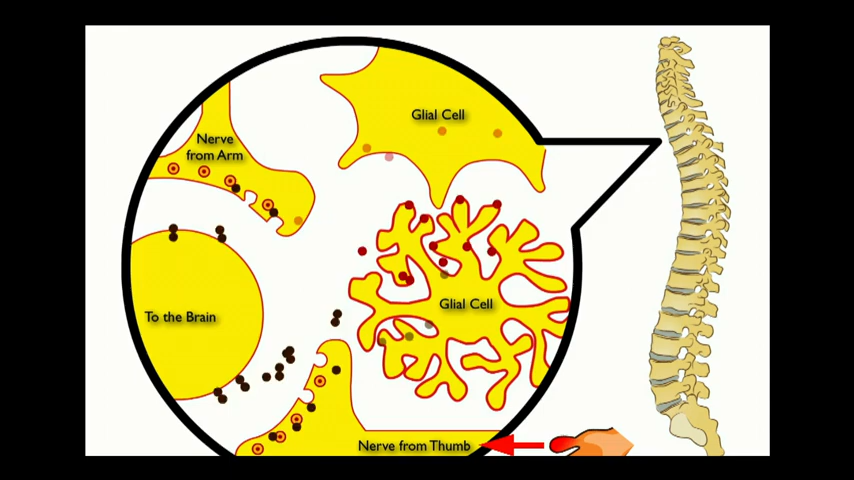 Glial Cell
Nerve
from Arm
Glial Cell
To the Brain
Nerve from Thumb